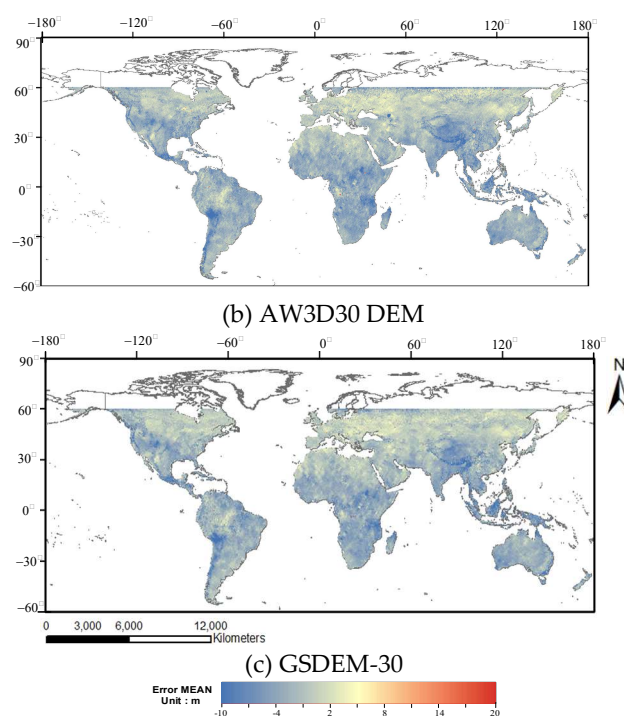 −180□ −120□ −60□ 0□ 60□ 120□ 180□
90□
60□
30□
0□
−30□
−60□
(b) AW3D30 DEM
−180□ −120□ −60□ 0□ 60□ 120□ 180□
90□
N
60□
30□
0□
−30□
−60□
0 3,000 6,000 12,000
Kilometers
(c) GSDEM-30
Error MEAN
Unit : m
-10 -4 2 8 14 20